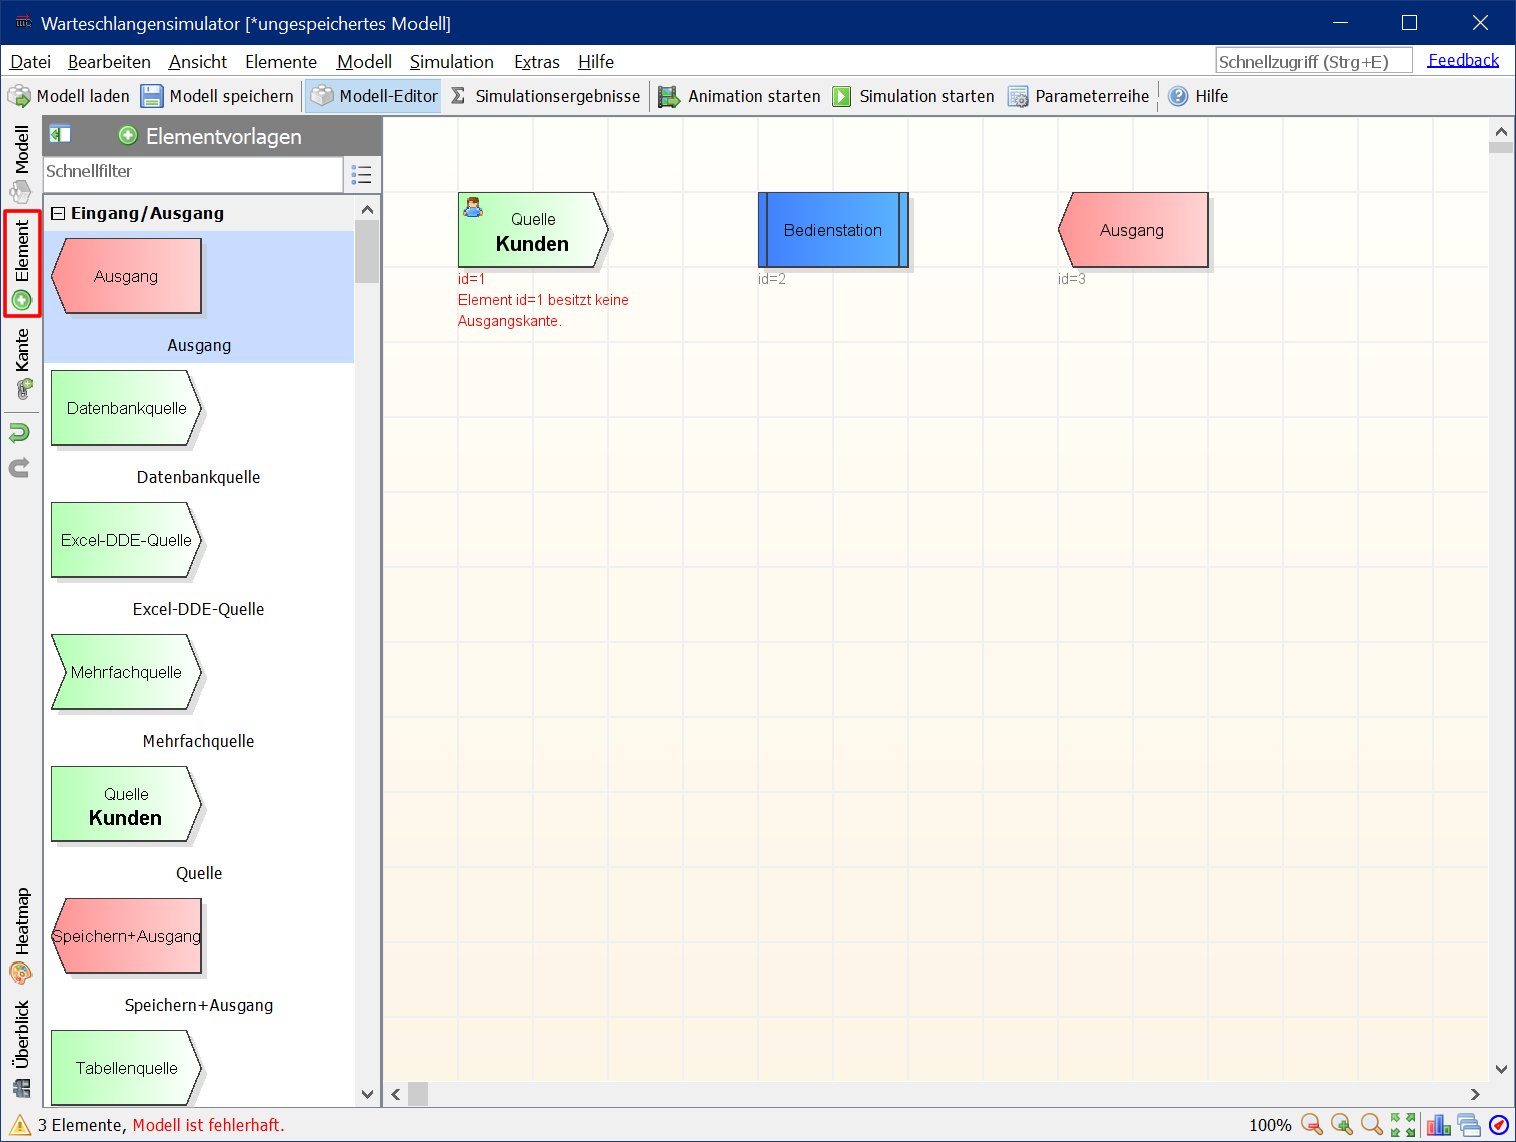 Warteschlangensimulator [*ungespeichertes Modell]
Datei Bearbeiten Ansicht Elemente Modell Simulation Extras Hilfe
Schnellzugriff (Strg+E) Feedback
Modell laden Modell speichern Modell-Editor Simulationsergebnisse Animation starten Simulation starten Parameterreihe Hilfe
Modell
Element
Kante
Heatmap
Überblick
Elementvorlagen
Schnellfilter
Eingang/Ausgang
Ausgang
Ausgang
Datenbankquelle
Datenbankquelle
Excel-DDE-Quelle
Excel-DDE-Quelle
Mehrfachquelle
Mehrfachquelle
Quelle
Kunden
Quelle
Speichern+Ausgang
Speichern+Ausgang
Tabellenquelle
Quelle
Kunden
id=1
Element id=1 besitzt keine
Ausgangskante.
Bedienstation
id=2
Ausgang
id=3
3 Elemente, Modell ist fehlerhaft.
100%